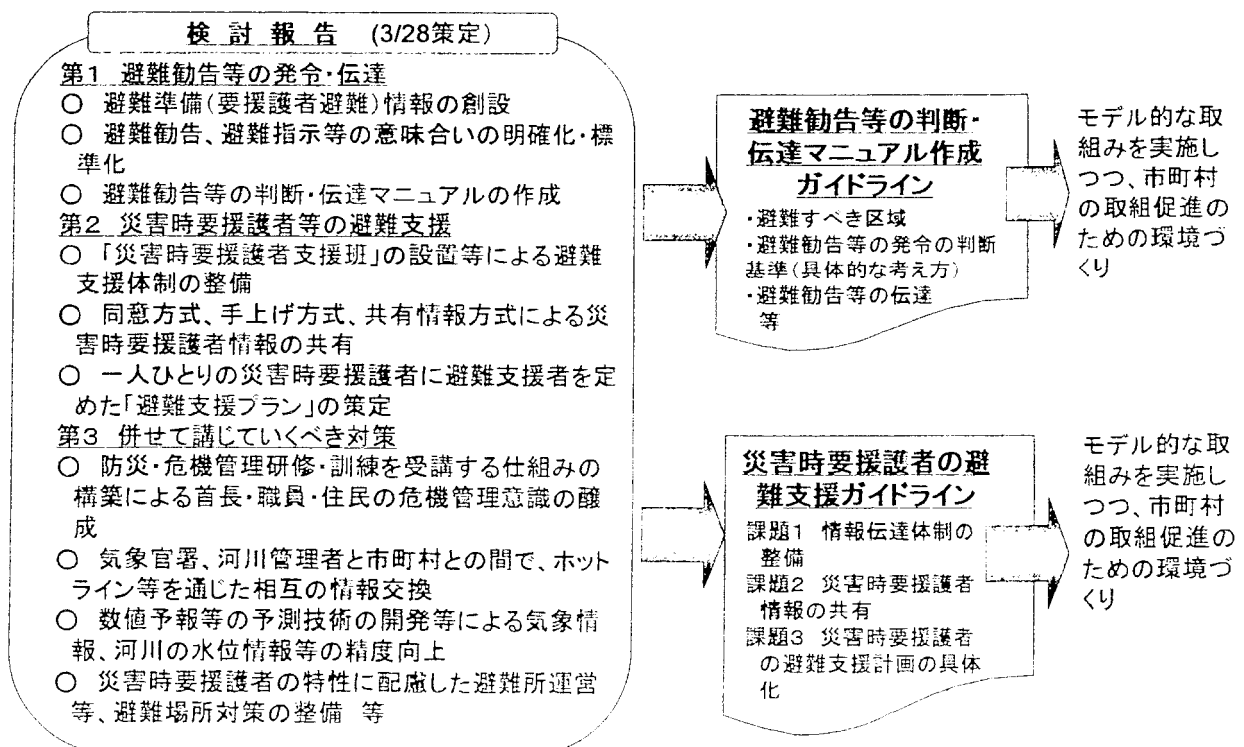 検討報告 (3/28策定)
第1 避難勧告等の発令・伝達
○ 避難準備(要援護者避難)情報の創設
○ 避難勧告、避難指示等の意味合いの明確化・標
準化
○ 避難勧告等の判断・伝達マニュアルの作成
第2 災害時要援護者等の避難支援
○ 「災害時要援護者支援班」の設置等による避難
支援体制の整備
○ 同意方式、手上げ方式、共有情報方式による災
害時要援護者情報の共有
○ 一人ひとりの災害時要援護者に避難支援者を定
めた「避難支援プラン」の策定
第3 併せて講じていくべき対策
○ 防災・危機管理研修・訓練を受講する仕組みの
構築による首長・職員・住民の危機管理意識の醸
成
○ 気象官署、河川管理者と市町村との間で、ホット
ライン等を通じた相互の情報交換
○ 数値予報等の予測技術の開発等による気象情
報、河川の水位情報等の精度向上
○ 災害時要援護者の特性に配慮した避難所運営
等、避難場所対策の整備 等
避難勧告等の判断・
伝達マニュアル作成
ガイドライン
・避難すべき区域
・避難勧告等の発令の判断
基準(具体的な考え方)
・避難勧告等の伝達
等
モデル的な取
組みを実施し
つつ、市町村
の取組促進の
ための環境づ
くり
災害時要援護者の避
難支援ガイドライン
課題1 情報伝達体制の
整備
課題2 災害時要援護者
情報の共有
課題3 災害時要援護者
の避難支援計画の具体
化
モデル的な取
組みを実施し
つつ、市町村
の取組促進の
ための環境づ
くり